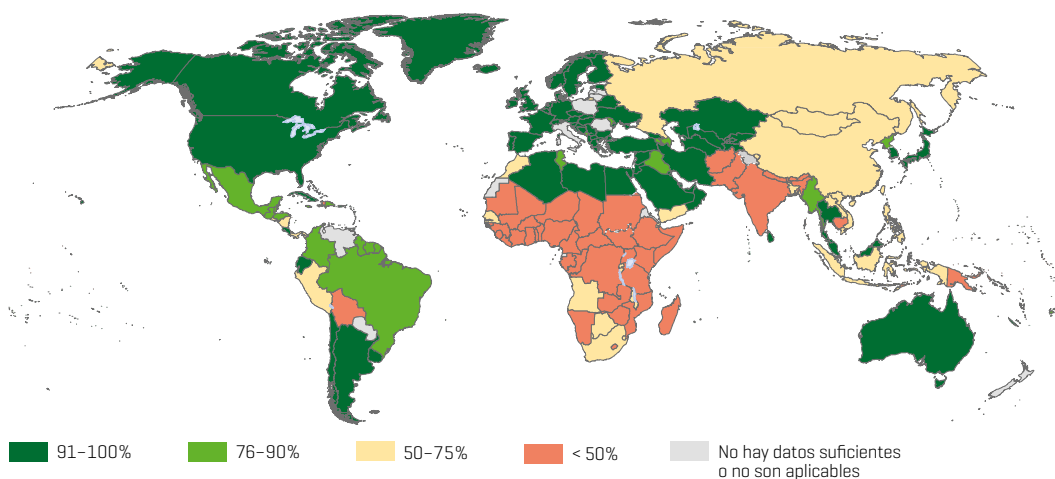 91–100%
76–90%
50–75%
< 50%
No hay datos suficientes
o no son aplicables